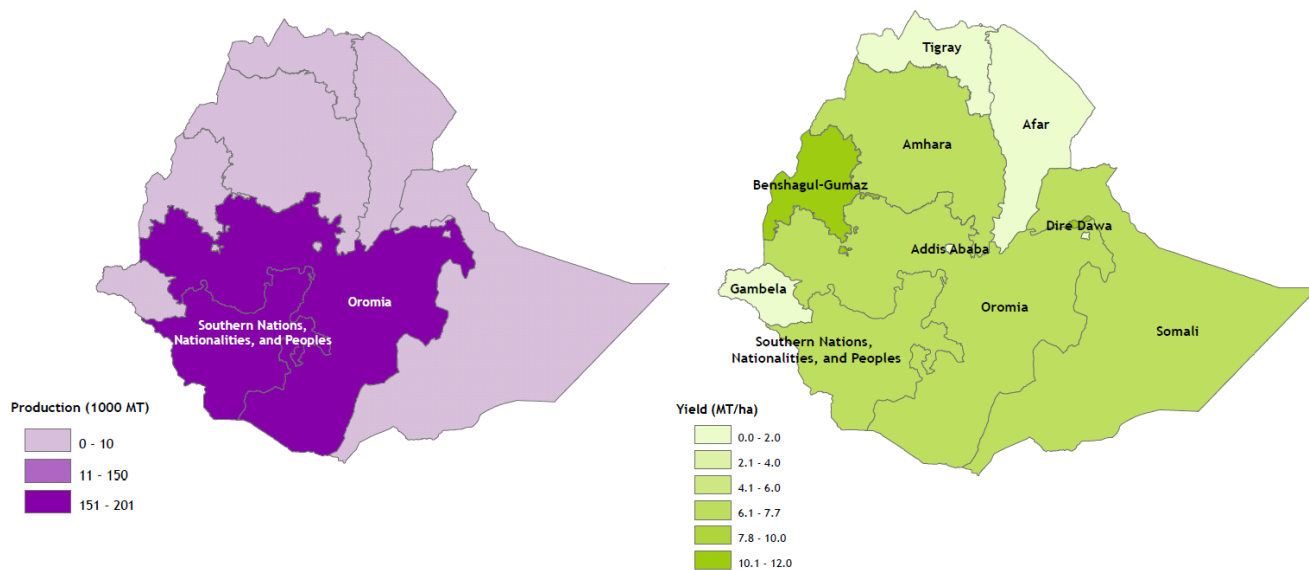 Oromia
Southern Nations,
Nationalities, and Peoples
Production (1000 MT)
0 - 10
11 - 150
151 - 201
Tigray
Afar
Amhara
Benshagul-Gumaz
Dire Dawa
Addis Ababa
Gambela
Oromia
Somali
Southern Nations,
Nationalities, and Peoples
Yield (MT/ha)
0.0 - 2.0
2.1 - 4.0
4.1 - 6.0
6.1 - 7.7
7.8 - 10.0
10.1 - 12.0